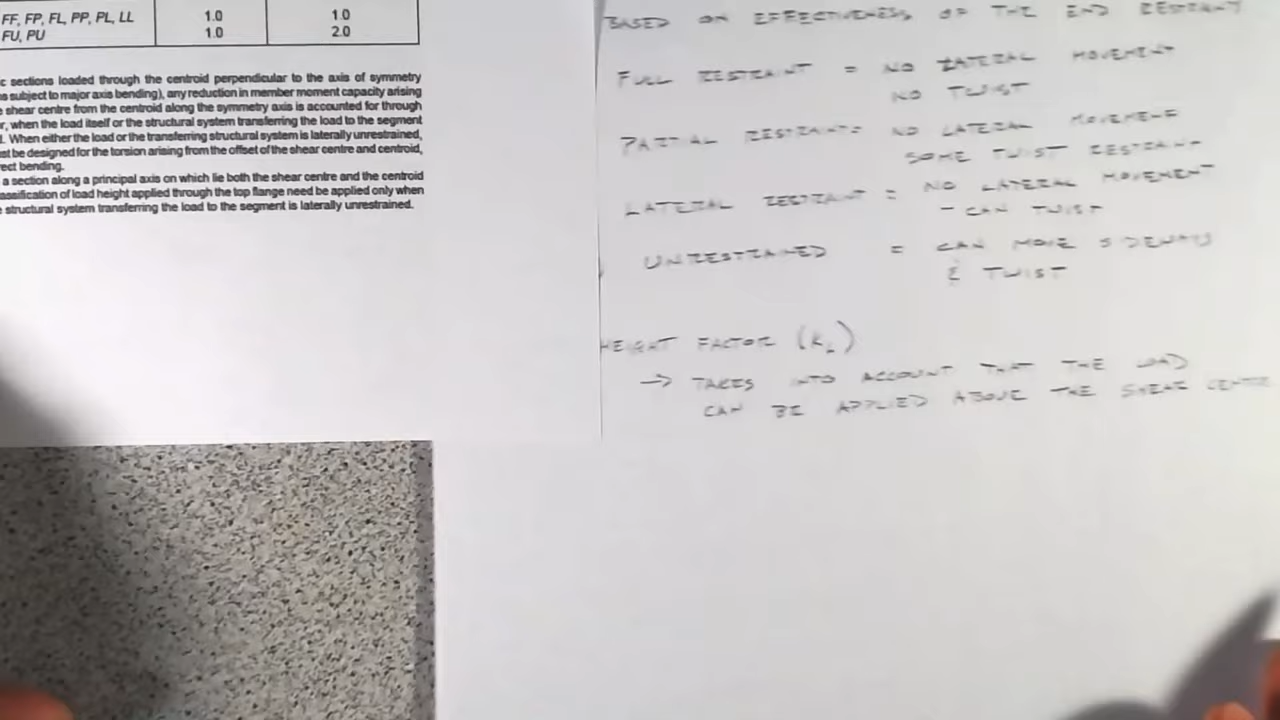 FF, FP, FL, PP, PL, LL 1.0 1.0
FU, PU 1.0 2.0
c sections loaded through the centroid perpendicular to the axis of symmetry
s subject to major axis bending), any reduction in member moment capacity arising
e shear centre from the centroid along the symmetry axis is accounted for through
r, when the load itself or the structural system transferring the load to the segment
l. When either the load or the transferring structural system is laterally unrestrained,
st be designed for the torsion arising from the offset of the shear centre and centroid,
rect bending.
a section along a principal axis on which lie both the shear centre and the centroid
assification of load height applied through the top flange need be applied only when
e structural system transferring the load to the segment is laterally unrestrained.
BASED ON EFFECTIVENESS OF THE END RESTRAINT
FULL RESTRAINT = NO LATERAL MOVEMENT
NO TWIST
PARTIAL RESTRAINT = NO LATERAL MOVEMENT
SOME TWIST RESTRAINT
LATERAL RESTRAINT = NO LATERAL MOVEMENT
- CAN TWIST
UNRESTRAINED = CAN MOVE SIDEWAYS
& TWIST
HEIGHT FACTOR (kL)
→ TAKES INTO ACCOUNT THAT THE LOAD
CAN BE APPLIED ABOVE THE SHEAR CENTRE